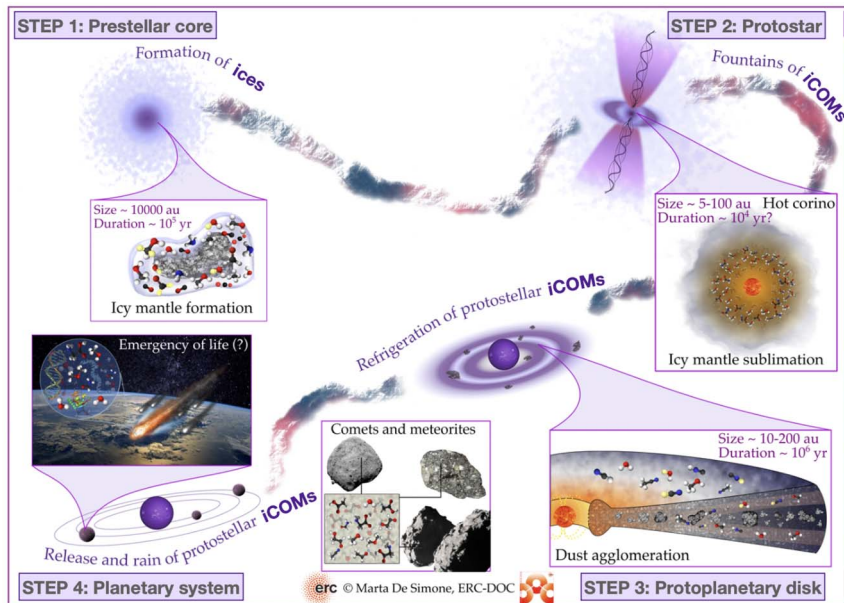 STEP 1: Prestellar core
STEP 2: Protostar
Formation of ices
Fountains of iCOMs
Size ~ 10000 au
Duration ~ 10⁵ yr
Icy mantle formation
Size ~ 5-100 au
Hot corino
Duration ~ 10⁴ yr?
Icy mantle sublimation
Refrigeration of protostellar iCOMs
Emergency of life (?)
Comets and meteorites
Size ~ 10-200 au
Duration ~ 10⁶ yr
Dust agglomeration
Release and rain of protostellar iCOMs
STEP 4: Planetary system
erc © Marta De Simone, ERC-DOC
STEP 3: Protoplanetary disk